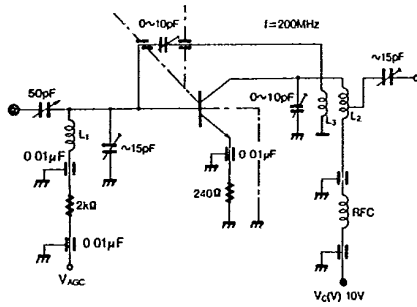 0~10pF
f=200MHz
~15pF
50pF
L1
0~10pF
L3
L2
0 01μF
~15pF
0 01μF
2kΩ
240Ω
RFC
0 01μF
VAGC
VC(V) 10V